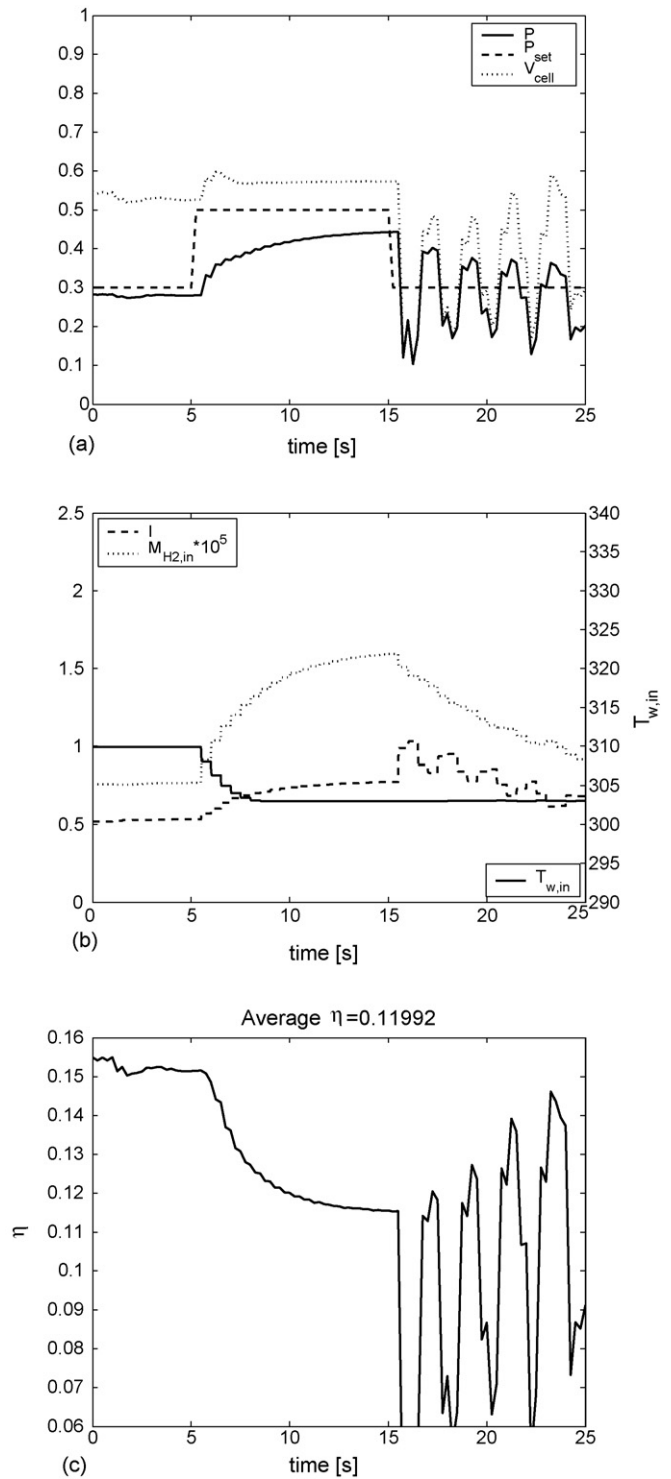 1
0.9
0.8
0.7
0.6
0.5
0.4
0.3
0.2
0.1
0
P
P_set
V_cell
0 5 10 15 20 25
(a)
time [s]
2.5
2
1.5
1
0.5
0
I
M_H2,in *10^5
340
335
330
325
320
315
310
305
300
295
290
T_w,in
T_w,in
0 5 10 15 20 25
(b)
time [s]
Average η=0.11992
0.16
0.15
0.14
0.13
0.12
0.11
0.1
0.09
0.08
0.07
0.06
η
0 5 10 15 20 25
(c)
time [s]